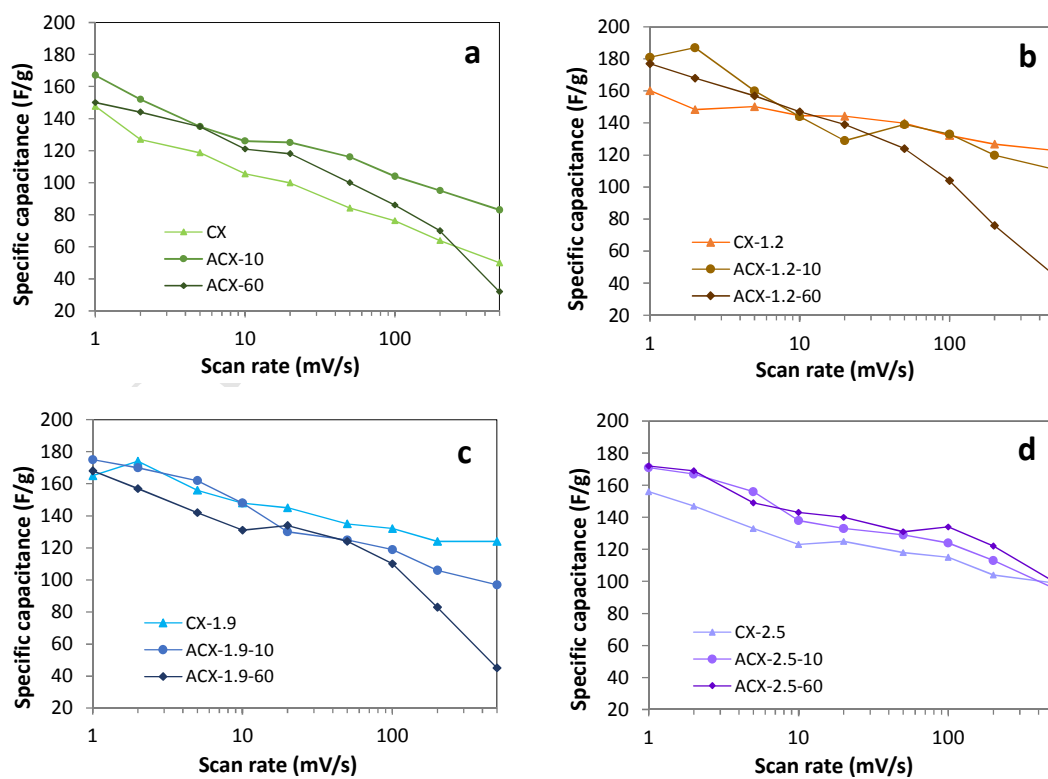 a
200
180
160
140
120
100
80
60
40
20
Specific capacitance (F/g)
CX
ACX-10
ACX-60
1 10 100
Scan rate (mV/s)
b
200
180
160
140
120
100
80
60
40
20
0
Specific capacitance (F/g)
CX-1.2
ACX-1.2-10
ACX-1.2-60
1 10 100
Scan rate (mV/s)
c
200
180
160
140
120
100
80
60
40
20
Specific capacitance (F/g)
CX-1.9
ACX-1.9-10
ACX-1.9-60
1 10 100
Scan rate (mV/s)
d
200
180
160
140
120
100
80
60
40
20
Specific capacitance (F/g)
CX-2.5
ACX-2.5-10
ACX-2.5-60
1 10 100
Scan rate (mV/s)